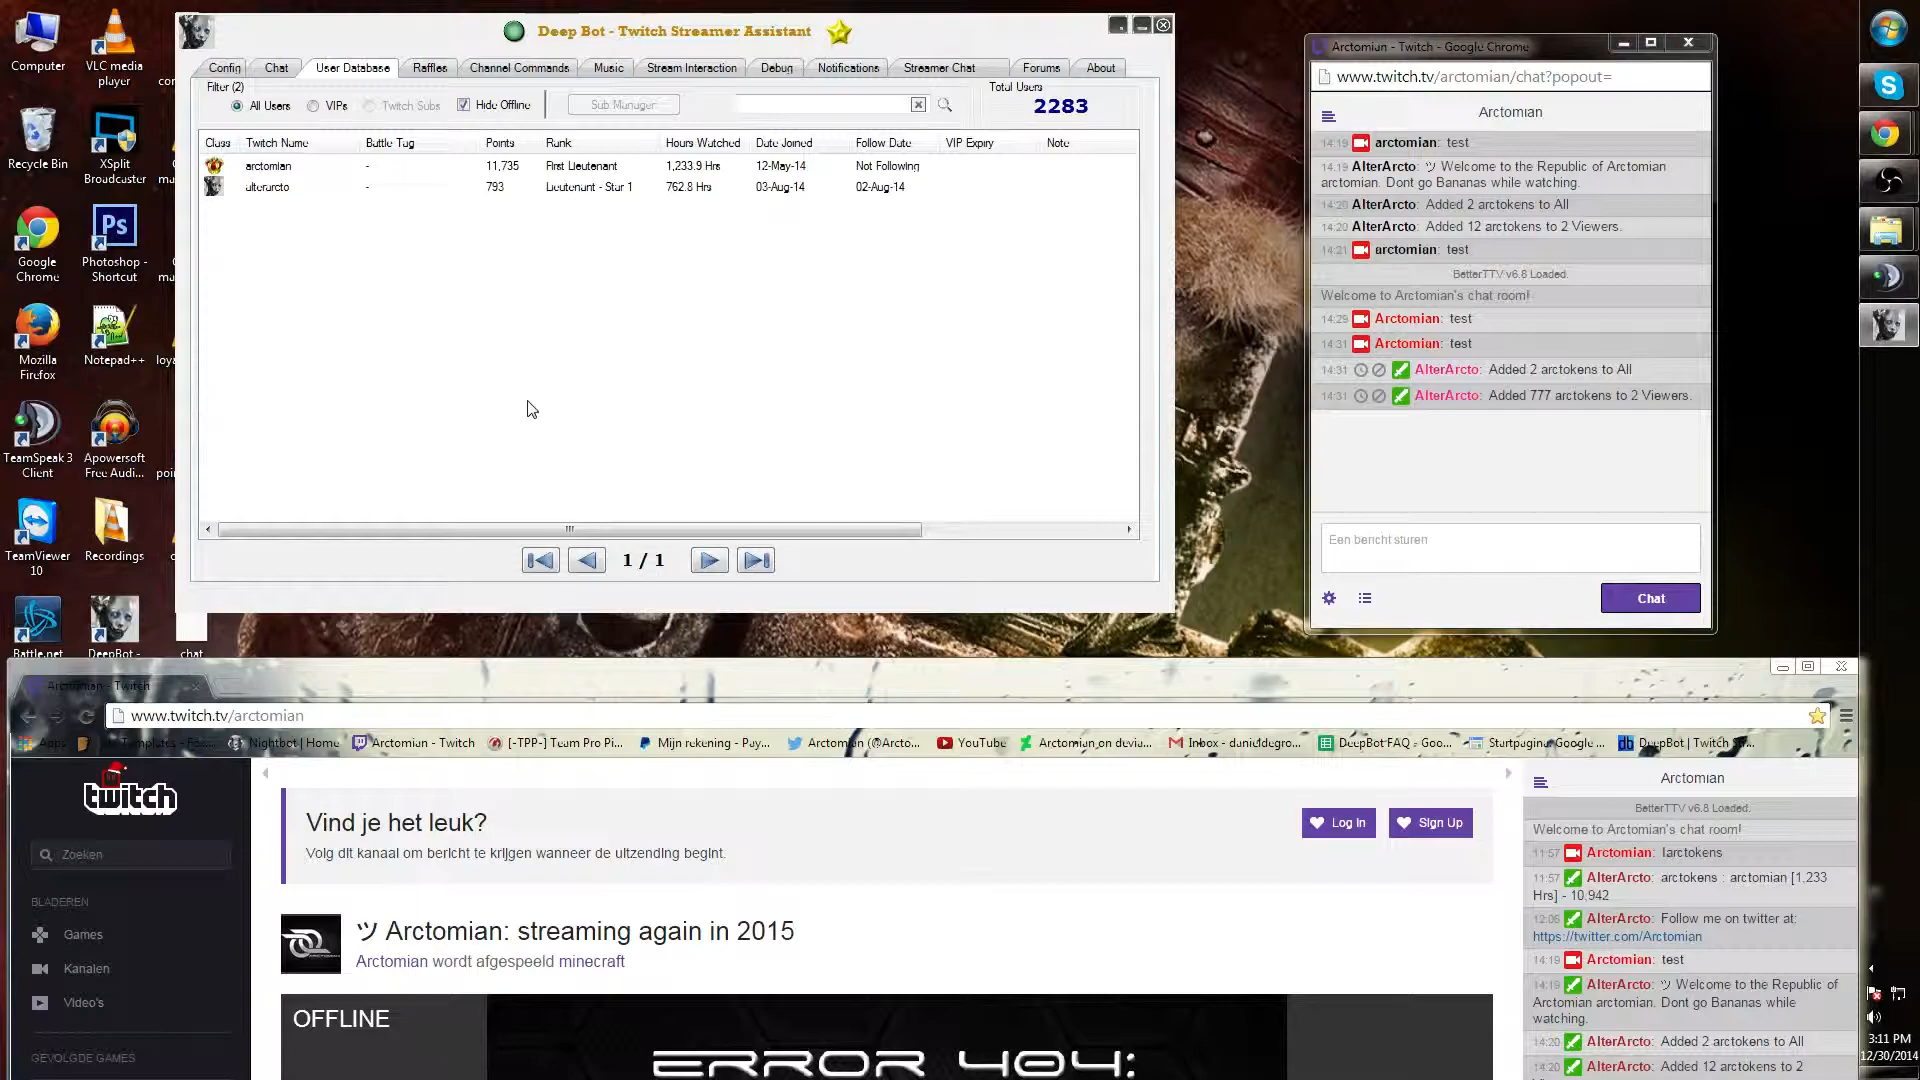 Computer
VLC media
player
Recycle Bin
XSplit
Broadcaster
Google
Chrome
Photoshop -
Shortcut
Mozilla
Firefox
Notepad++
TeamSpeak 3
Client
Apowersoft
Free Audi...
TeamViewer
10
Recordings
Battle.net
DeepBot -
chat
Deep Bot - Twitch Streamer Assistant
Config
Chat
User Database
Raffles
Channel Commands
Music
Stream Interaction
Debug
Notifications
Streamer Chat
Forums
About
Filter (2)
All Users
VIPs
Twitch Subs
Hide Offline
Sub Manager
Total Users
2283
Class Twitch Name Battle Tag Points Rank Hours Watched Date Joined Follow Date VIP Expiry Note
arctomian - 11,735 First Lieutenant 1,233.9 Hrs 12-May-14 Not Following
alterarcto - 793 Lieutenant - Star 1 762.8 Hrs 03-Aug-14 02-Aug-14
1 / 1
Arctomian - Twitch - Google Chrome
www.twitch.tv/arctomian/chat?popout=
Arctomian
14:19 arctomian: test
14:19 AlterArcto: ツ Welcome to the Republic of Arctomian
arctomian. Dont go Bananas while watching.
14:20 AlterArcto: Added 2 arctokens to All
14:20 AlterArcto: Added 12 arctokens to 2 Viewers.
14:21 arctomian: test
BetterTTV v6.8 Loaded.
Welcome to Arctomian's chat room!
14:29 Arctomian: test
14:31 Arctomian: test
14:31 AlterArcto: Added 2 arctokens to All
14:31 AlterArcto: Added 777 arctokens to 2 Viewers.
Een bericht sturen
Chat
Arctomian - Twitch
www.twitch.tv/arctomian
Apps
Nightbot | Home
Arctomian - Twitch
[-TPP-] Team Pro Pi...
Mijn rekening - Pay...
Arctomian (@Arcto...
YouTube
Arctomian on devia...
Inbox - danieldegro...
DeepBot FAQ - Goo...
Startpagina Google ...
DeepBot | Twitch Str...
twitch
Zoeken
BLADEREN
Games
Kanalen
Video's
GEVOLGDE GAMES
Vind je het leuk?
Volg dit kanaal om bericht te krijgen wanneer de uitzending begint.
Log In
Sign Up
ツ Arctomian: streaming again in 2015
Arctomian wordt afgespeeld minecraft
OFFLINE
ERROR 404:
Arctomian
BetterTTV v6.8 Loaded.
Welcome to Arctomian's chat room!
11:57 Arctomian: !arctokens
11:57 AlterArcto: arctokens : arctomian [1,233
Hrs] - 10,942
12:06 AlterArcto: Follow me on twitter at:
https://twitter.com/Arctomian
14:19 Arctomian: test
14:19 AlterArcto: ツ Welcome to the Republic of
Arctomian arctomian. Dont go Bananas while
watching.
14:20 AlterArcto: Added 2 arctokens to All
14:20 AlterArcto: Added 12 arctokens to 2
3:11 PM
12/30/2014